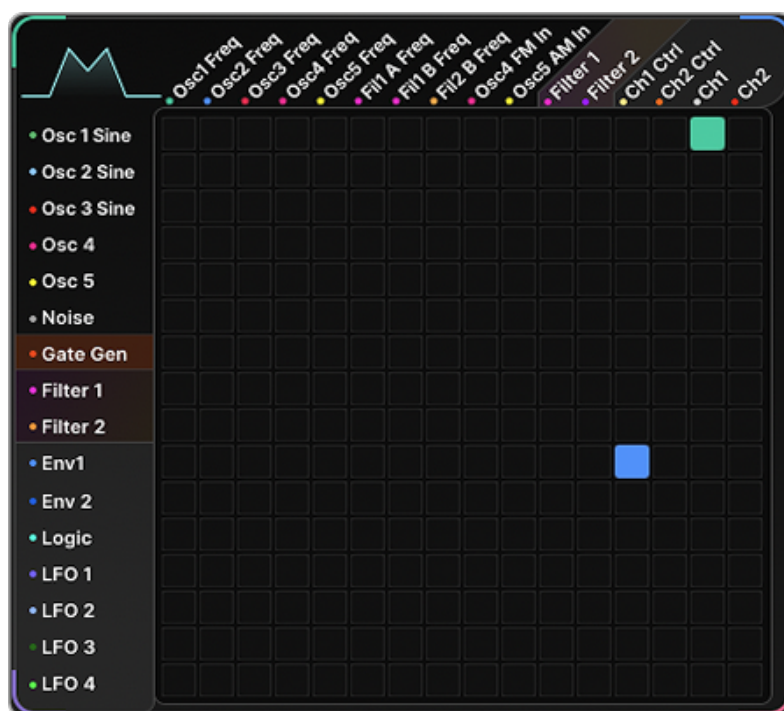 Osc1 Freq
Osc2 Freq
Osc3 Freq
Osc4 Freq
Osc5 Freq
Fil1 A Freq
Fil1 B Freq
Fil2 B Freq
Osc4 FM In
Osc5 AM In
Filter 1
Filter 2
Ch1 Ctrl
Ch2 Ctrl
Ch1
Ch2
Osc 1 Sine
Osc 2 Sine
Osc 3 Sine
Osc 4
Osc 5
Noise
Gate Gen
Filter 1
Filter 2
Env1
Env 2
Logic
LFO 1
LFO 2
LFO 3
LFO 4